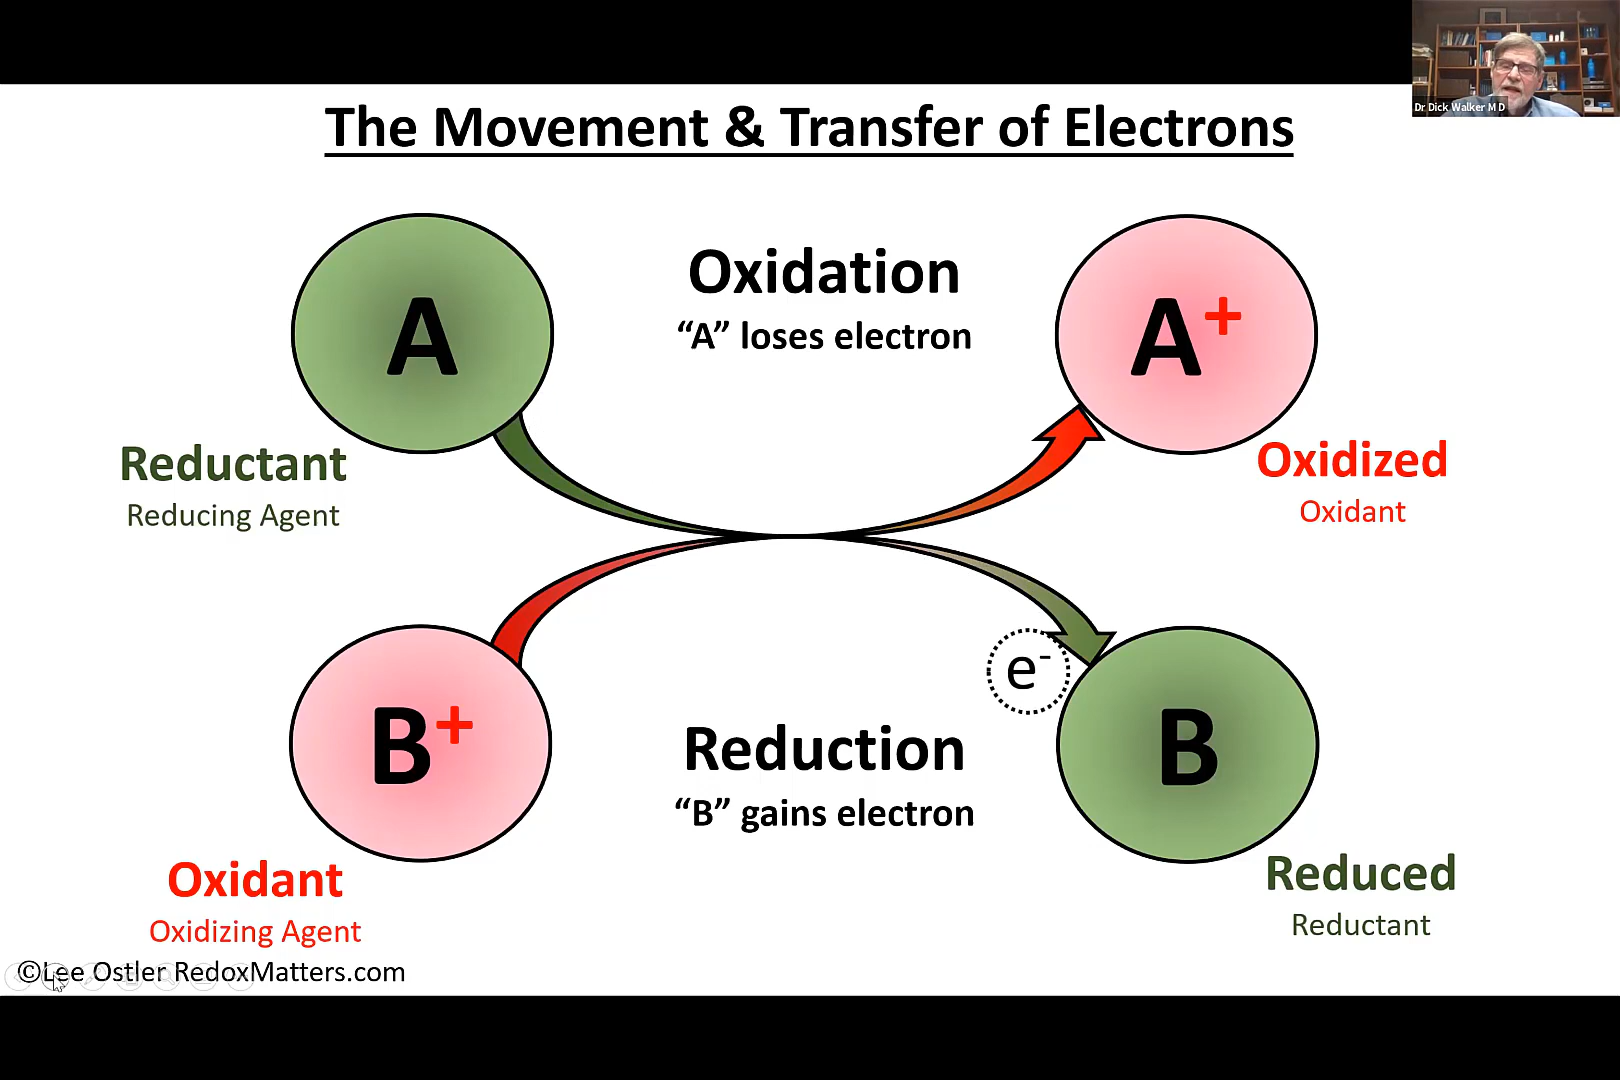 Dr Dick Walker M D
The Movement & Transfer of Electrons
A
Oxidation
“A” loses electron
A+
Reductant
Reducing Agent
Oxidized
Oxidant
B+
Reduction
“B” gains electron
e-
B
Oxidant
Oxidizing Agent
Reduced
Reductant
©Lee Ostler RedoxMatters.com